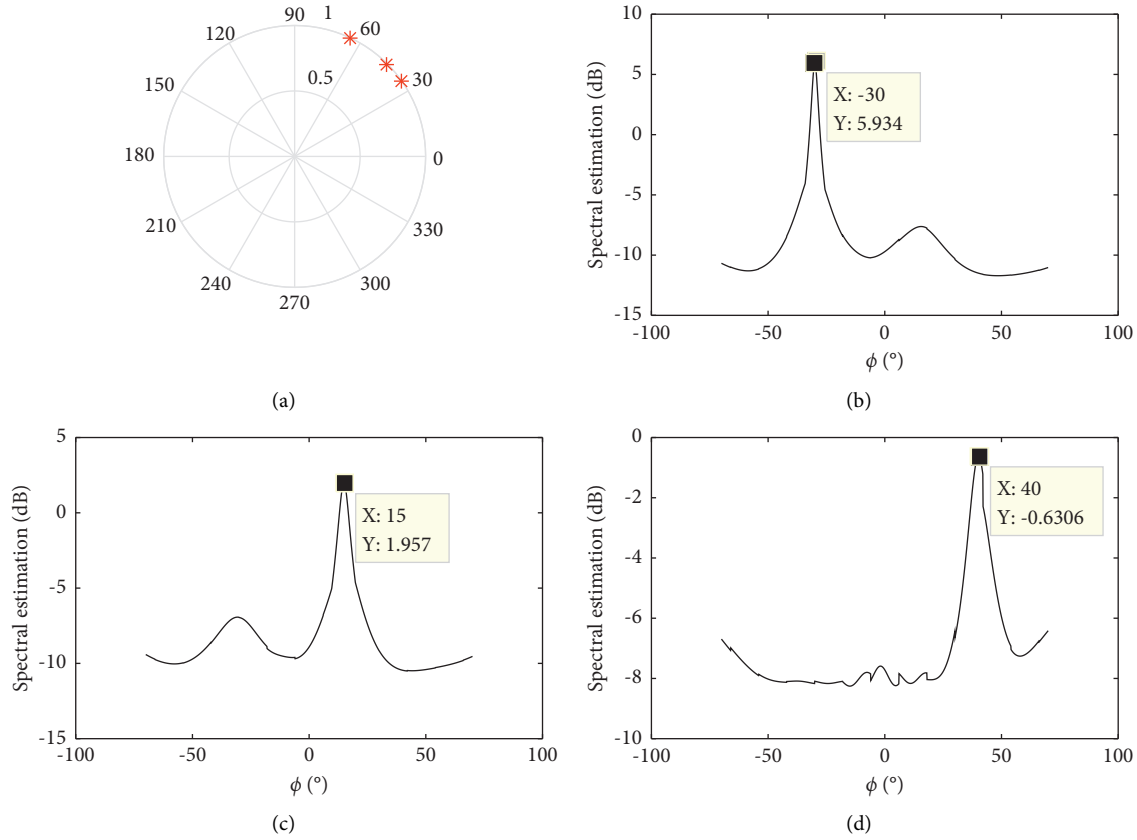 90
1
120
60
150
0.5
30
180
0
210
330
240
300
270
(a)
10
5
0
-5
-10
-15
Spectral estimation (dB)
X: -30
Y: 5.934
-100
-50
0
50
100
ϕ (°)
(b)
5
0
-5
-10
-15
Spectral estimation (dB)
X: 15
Y: 1.957
-100
-50
0
50
100
ϕ (°)
(c)
0
-2
-4
-6
-8
-10
Spectral estimation (dB)
X: 40
Y: -0.6306
-100
-50
0
50
100
ϕ (°)
(d)